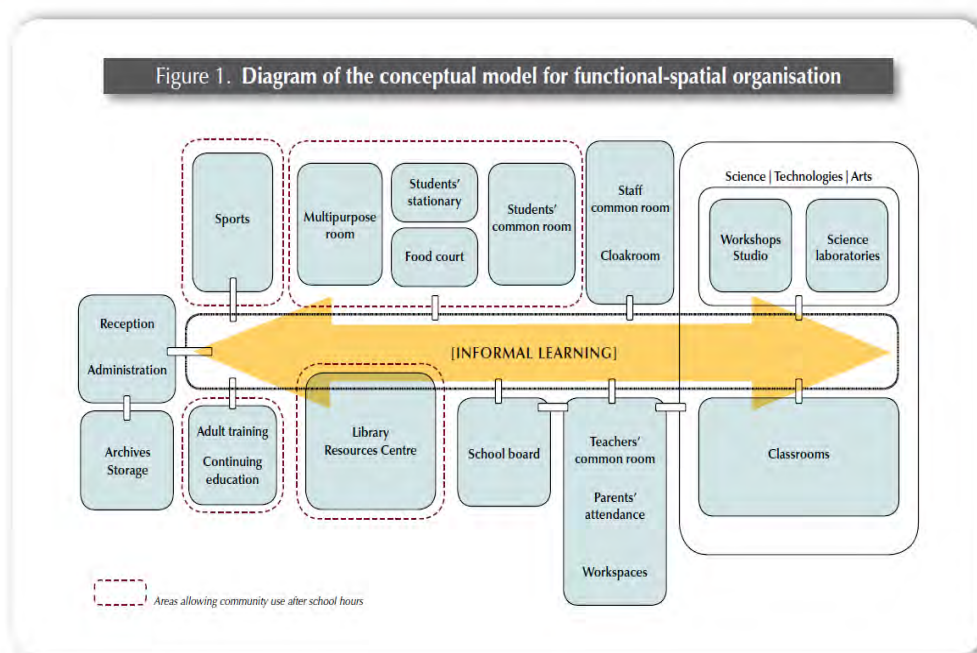 Figure 1. Diagram of the conceptual model for functional-spatial organisation
Sports
Multipurpose
room
Students'
stationary
Food court
Students'
common room
Staff
common room
Cloakroom
Science | Technologies | Arts
Workshops
Studio
Science
laboratories
Reception
Administration
[INFORMAL LEARNING]
Archives
Storage
Adult training
Continuing
education
Library
Resources Centre
School board
Teachers'
common room
Parents'
attendance
Workspaces
Classrooms
Areas allowing community use after school hours